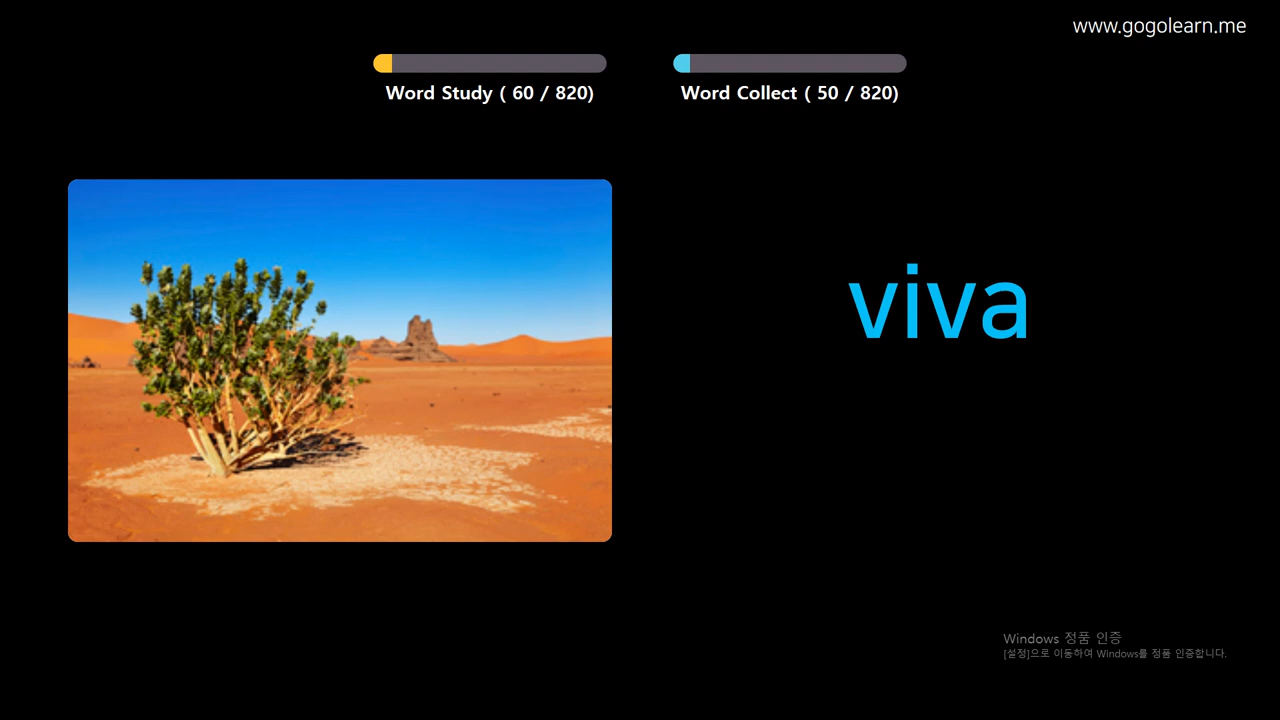 www.gogolearn.me
Word Study ( 60 / 820)
Word Collect ( 50 / 820)
viva
Windows 정품 인증
[설정]으로 이동하여 Windows를 정품 인증합니다.